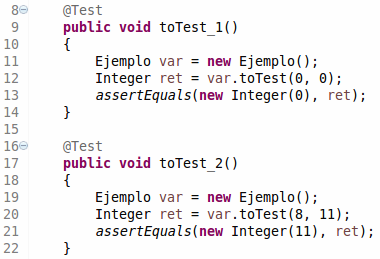 8 @Test
9 public void toTest_1()
10 {
11 Ejemplo var = new Ejemplo();
12 Integer ret = var.toTest(0, 0);
13 assertEquals(new Integer(0), ret);
14 }
15
16 @Test
17 public void toTest_2()
18 {
19 Ejemplo var = new Ejemplo();
20 Integer ret = var.toTest(8, 11);
21 assertEquals(new Integer(11), ret);
22 }